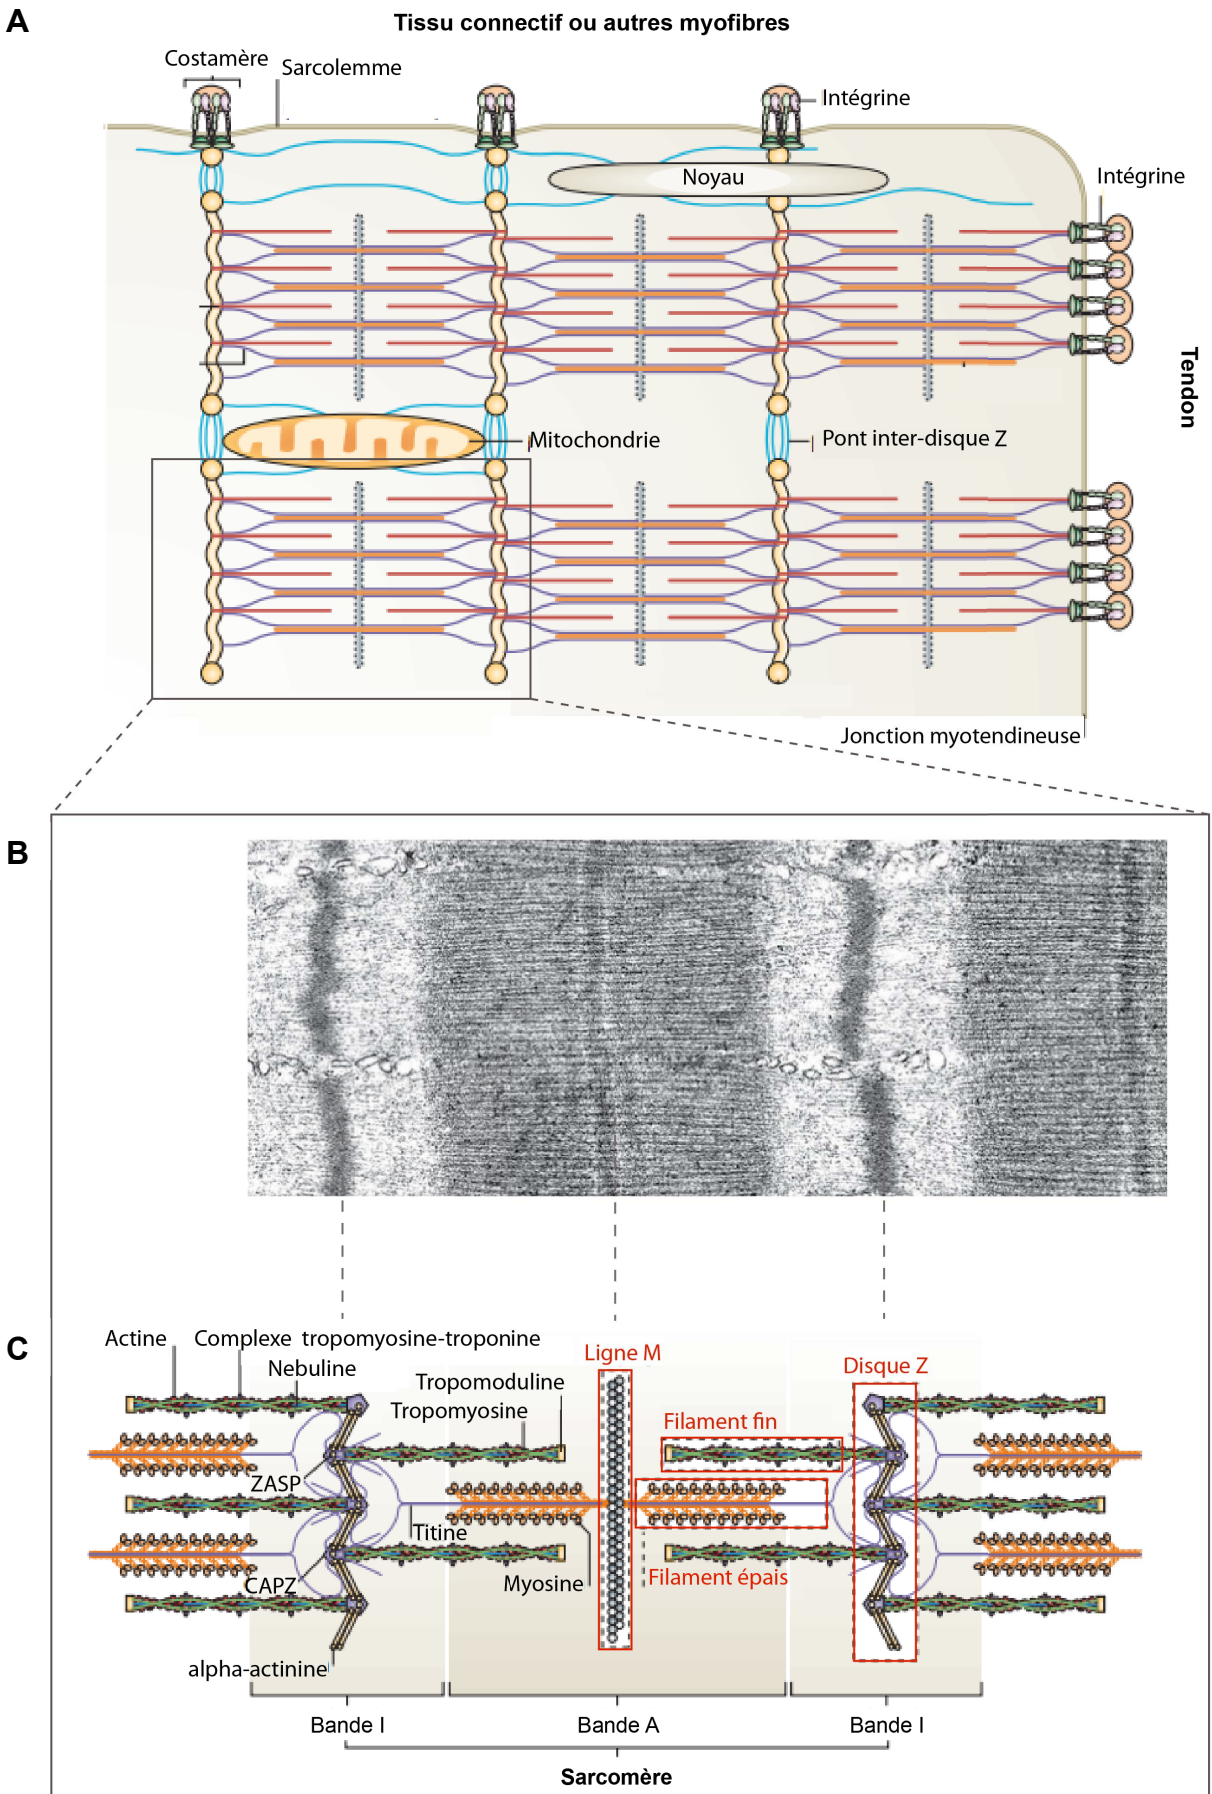 A
Tissu connectif ou autres myofibres
Costamère
Sarcolemme
Intégrine
Noyau
Intégrine
Tendon
Mitochondrie
Pont inter-disque Z
Jonction myotendineuse
B
C
Actine
Complexe tropomyosine-troponine
Nebuline
Ligne M
Disque Z
Tropomoduline
Tropomyosine
Filament fin
ZASP
Titine
CAPZ
Myosine
Filament épais
alpha-actinine
Bande I
Bande A
Bande I
Sarcomère